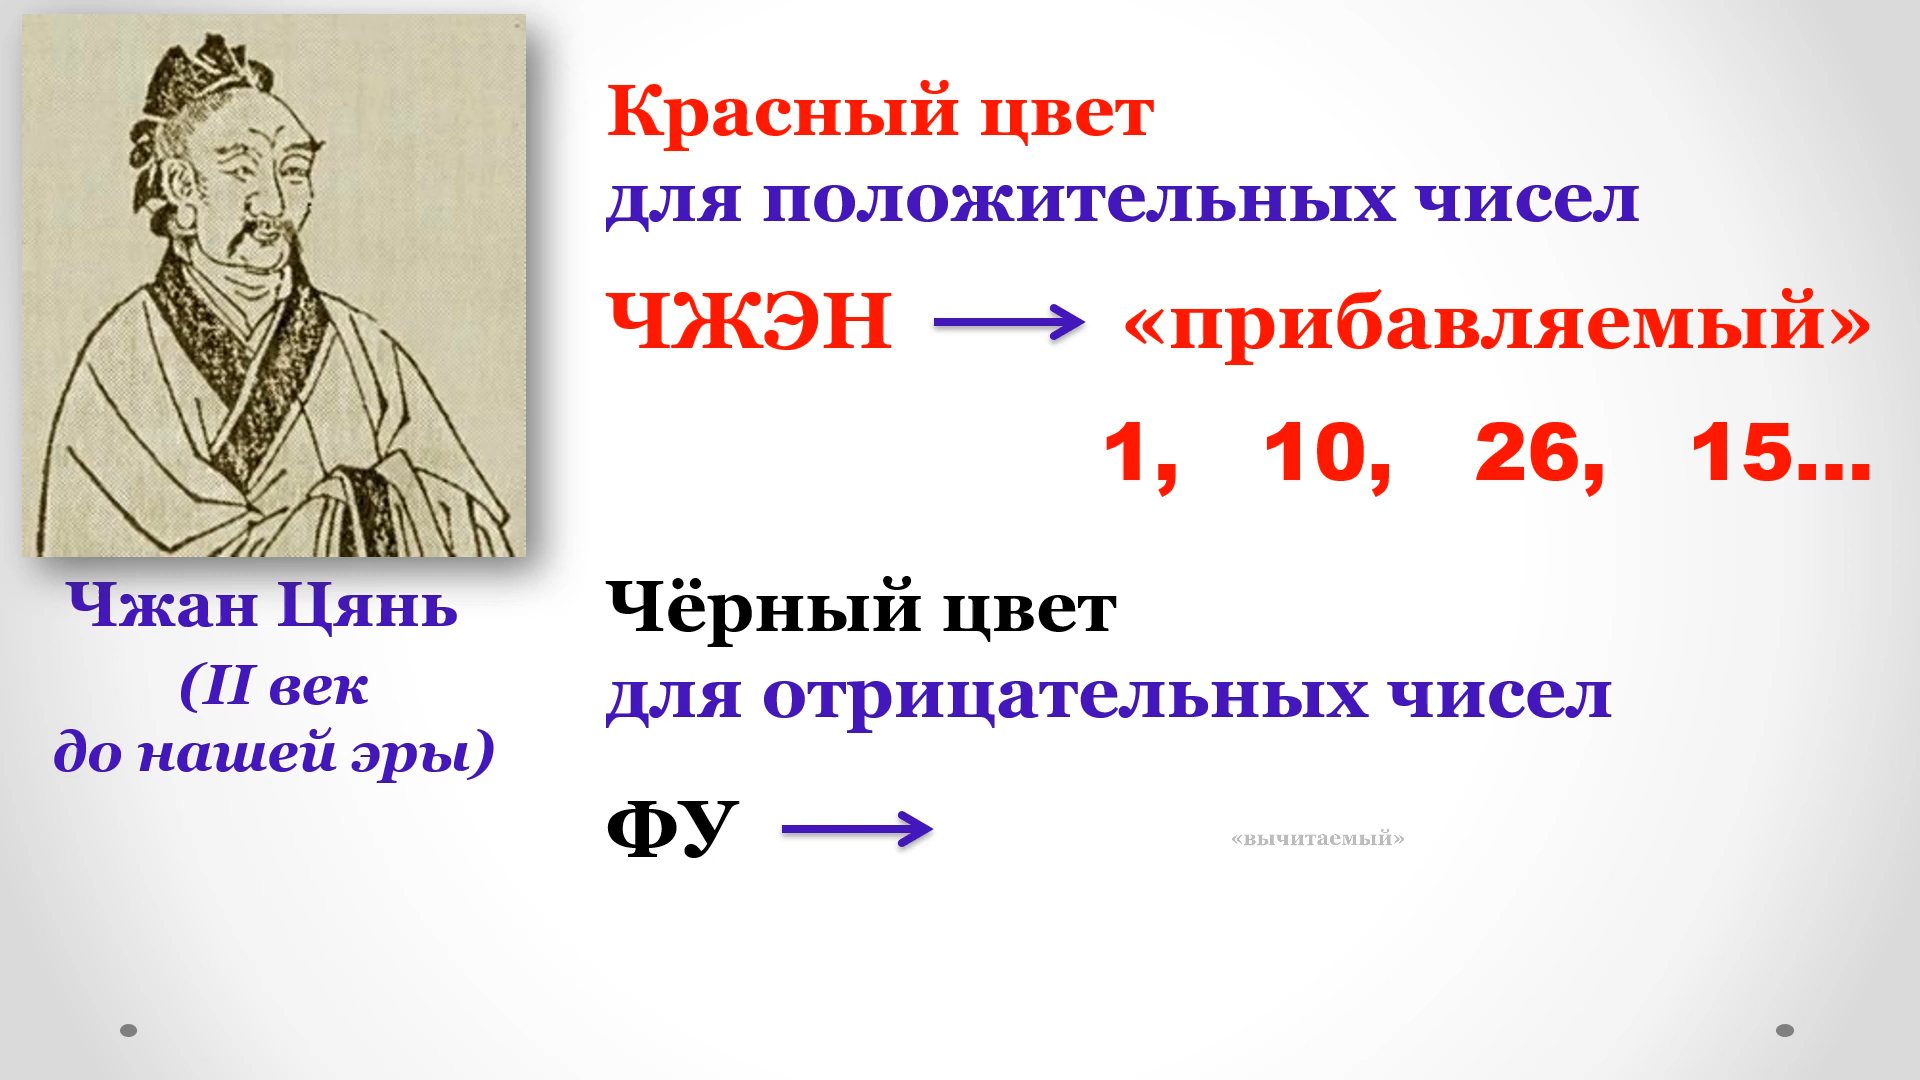 Чжан Цянь
(II век
до нашей эры)
Красный цвет
для положительных чисел
ЧЖЭН «прибавляемый»
1, 10, 26, 15...
Чёрный цвет
для отрицательных чисел
ФУ «вычитаемый»